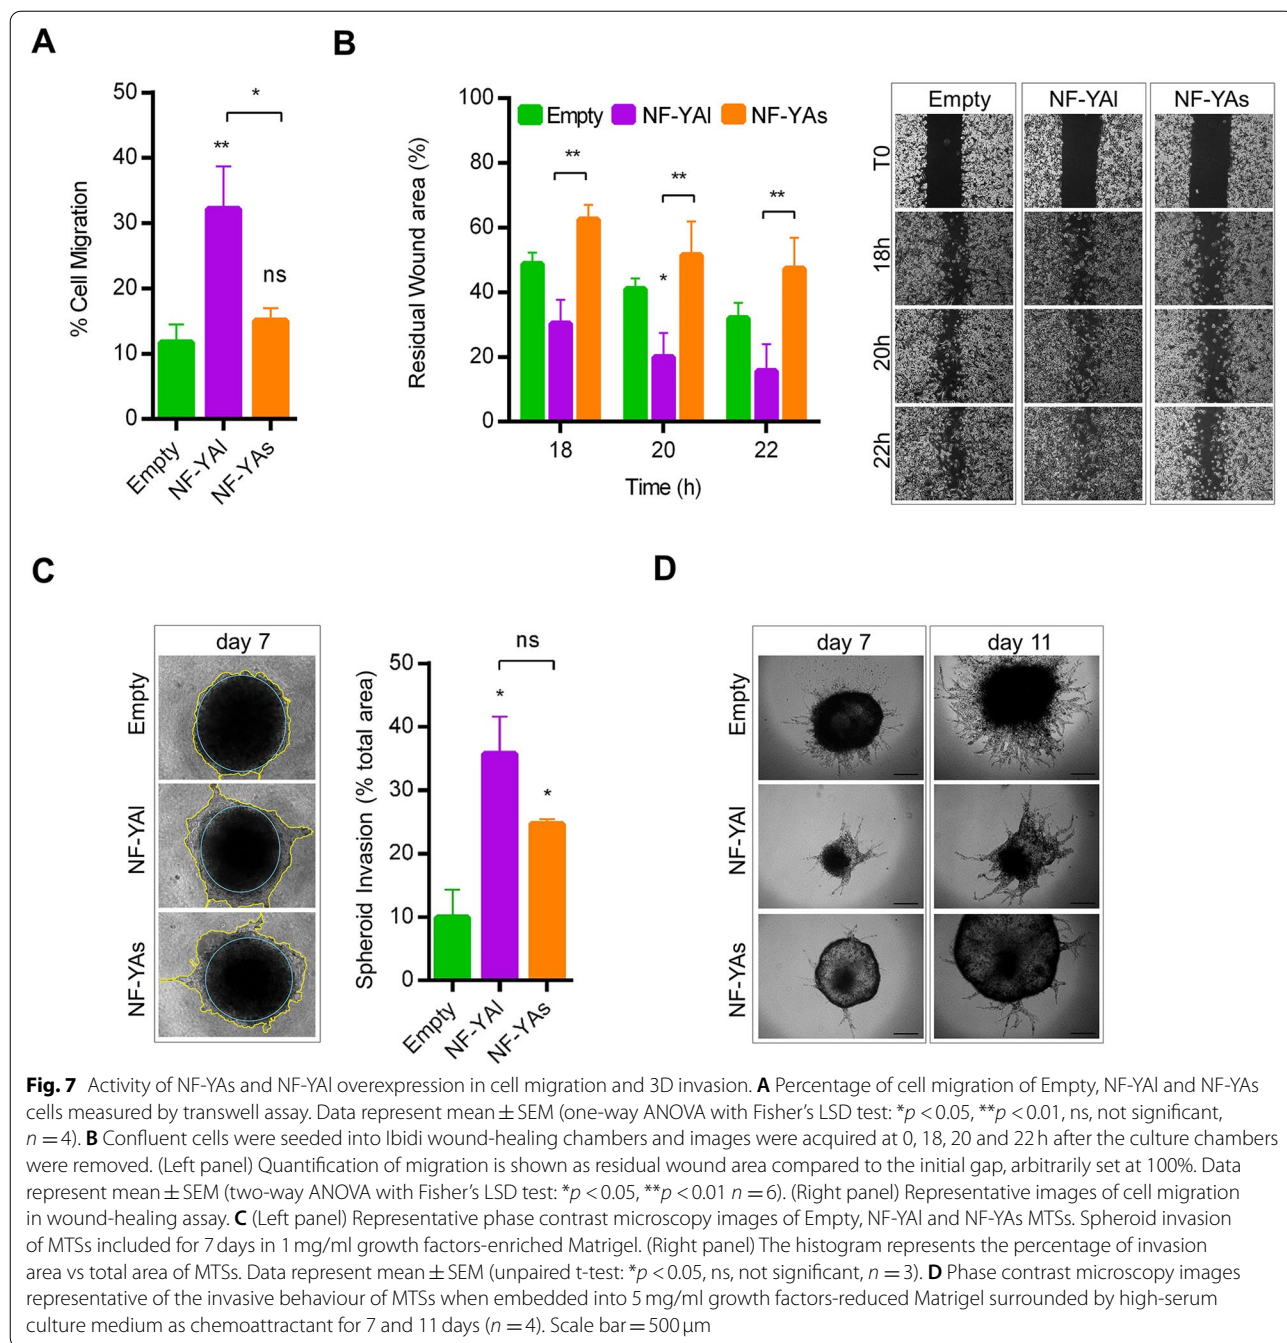 A
50
40
30
20
10
0
% Cell Migration
*
**
ns
Empty
NF-YAl
NF-YAs
B
100
80
60
40
20
0
Residual Wound area (%)
Empty NF-YAl NF-YAs
**
**
**
*
18 20 22
Time (h)
Empty NF-YAl NF-YAs
T0
18h
20h
22h
C
day 7
Empty
NF-YAl
NF-YAs
50
40
30
20
10
0
Spheroid Invasion (% total area)
ns
*
*
Empty
NF-YAl
NF-YAs
D
day 7 day 11
Empty
NF-YAl
NF-YAs
Fig. 7 Activity of NF-YAs and NF-YAl overexpression in cell migration and 3D invasion. A Percentage of cell migration of Empty, NF-YAl and NF-YAs
cells measured by transwell assay. Data represent mean ± SEM (one-way ANOVA with Fisher’s LSD test: *p < 0.05, **p < 0.01, ns, not significant,
n = 4). B Confluent cells were seeded into Ibidi wound-healing chambers and images were acquired at 0, 18, 20 and 22 h after the culture chambers
were removed. (Left panel) Quantification of migration is shown as residual wound area compared to the initial gap, arbitrarily set at 100%. Data
represent mean ± SEM (two-way ANOVA with Fisher’s LSD test: *p < 0.05, **p < 0.01 n = 6). (Right panel) Representative images of cell migration
in wound-healing assay. C (Left panel) Representative phase contrast microscopy images of Empty, NF-YAl and NF-YAs MTSs. Spheroid invasion
of MTSs included for 7 days in 1 mg/ml growth factors-enriched Matrigel. (Right panel) The histogram represents the percentage of invasion
area vs total area of MTSs. Data represent mean ± SEM (unpaired t-test: *p < 0.05, ns, not significant, n = 3). D Phase contrast microscopy images
representative of the invasive behaviour of MTSs when embedded into 5 mg/ml growth factors-reduced Matrigel surrounded by high-serum
culture medium as chemoattractant for 7 and 11 days (n = 4). Scale bar = 500 μm